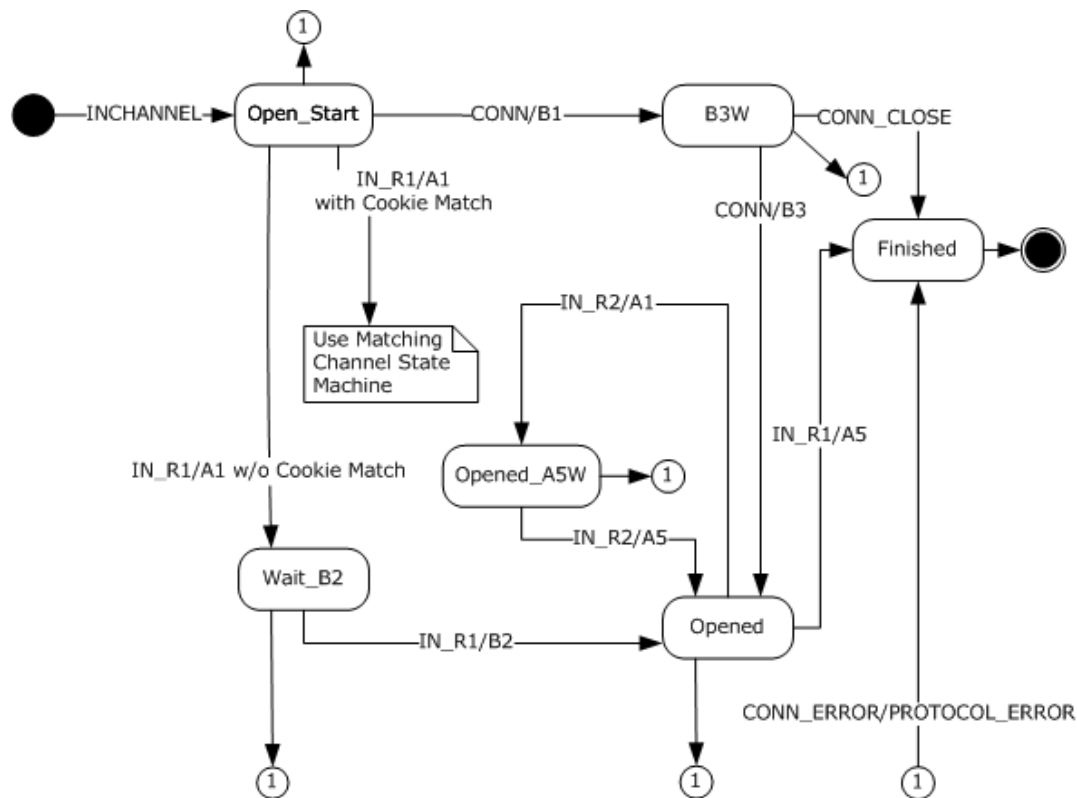 1
INCHANNEL
Open_Start
CONN/B1
B3W
CONN_CLOSE
1
IN_R1/A1
with Cookie Match
CONN/B3
Finished
IN_R2/A1
Use Matching
Channel State
Machine
IN_R1/A5
IN_R1/A1 w/o Cookie Match
Opened_A5W
1
IN_R2/A5
Wait_B2
Opened
IN_R1/B2
CONN_ERROR/PROTOCOL_ERROR
1
1
1